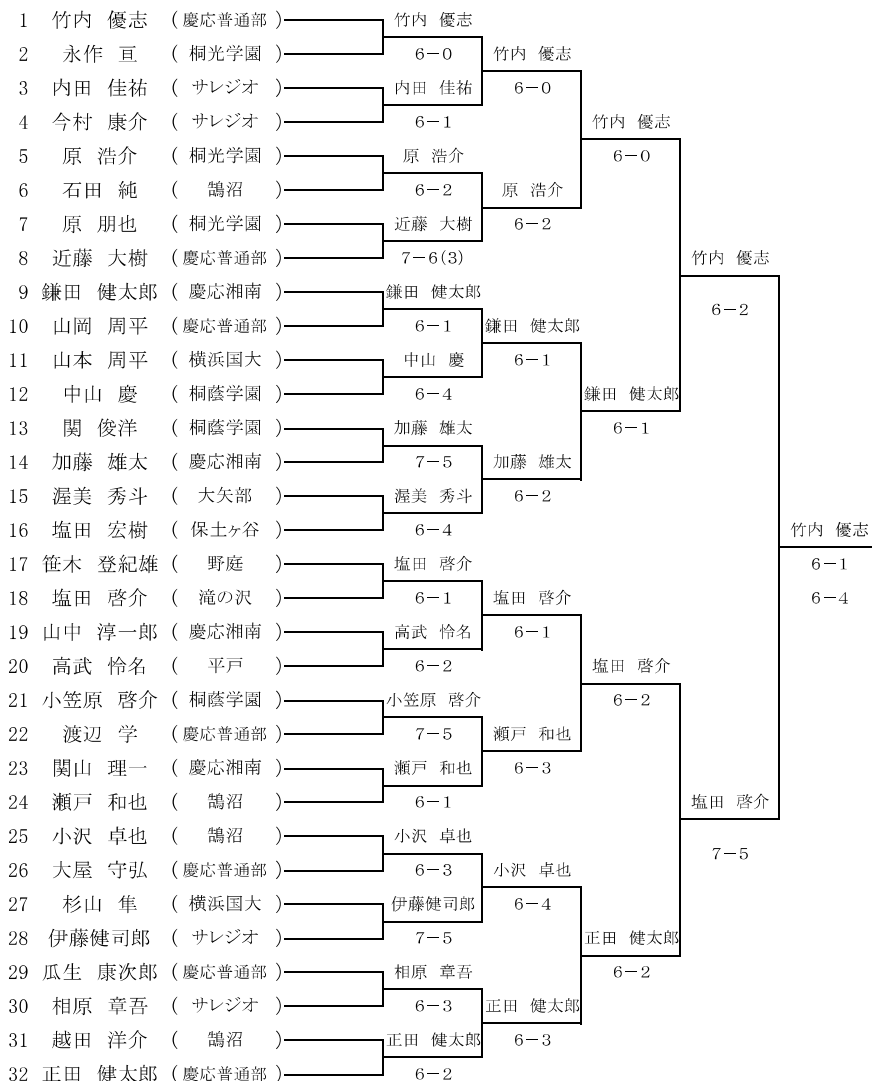 1 竹内 優志 (慶応普通部) 竹内 優志
2 永作 亘 ( 桐光学園 ) 6-0 竹内 優志
3 内田 佳祐 ( サレジオ ) 内田 佳祐 6-0
4 今村 康介 ( サレジオ ) 6-1 竹内 優志
5 原 浩介 ( 桐光学園 ) 原 浩介 6-0
6 石田 純 ( 鵠沼 ) 6-2 原 浩介
7 原 朋也 ( 桐光学園 ) 近藤 大樹 6-2
8 近藤 大樹 (慶応普通部) 7-6(3) 竹内 優志
9 鎌田 健太郎 ( 慶応湘南 ) 鎌田 健太郎 6-2
10 山岡 周平 (慶応普通部) 6-1 鎌田 健太郎
11 山本 周平 ( 横浜国大 ) 中山 慶 6-1
12 中山 慶 ( 桐蔭学園 ) 6-4 鎌田 健太郎
13 関 俊洋 ( 桐蔭学園 ) 加藤 雄太 6-1
14 加藤 雄太 ( 慶応湘南 ) 7-5 加藤 雄太
15 渥美 秀斗 ( 大矢部 ) 渥美 秀斗 6-2
16 塩田 宏樹 ( 保土ヶ谷 ) 6-4 竹内 優志
17 笹木 登紀雄 ( 野庭 ) 塩田 啓介 6-1
18 塩田 啓介 ( 滝の沢 ) 6-1 塩田 啓介 6-4
19 山中 淳一郎 ( 慶応湘南 ) 高武 怜名 6-1
20 高武 怜名 ( 平戸 ) 6-2 塩田 啓介
21 小笠原 啓介 ( 桐蔭学園 ) 小笠原 啓介 6-2
22 渡辺 学 (慶応普通部) 7-5 瀬戸 和也
23 関山 理一 ( 慶応湘南 ) 瀬戸 和也 6-3
24 瀬戸 和也 ( 鵠沼 ) 6-1 塩田 啓介
25 小沢 卓也 ( 鵠沼 ) 小沢 卓也 7-5
26 大屋 守弘 (慶応普通部) 6-3 小沢 卓也
27 杉山 隼 ( 横浜国大 ) 伊藤健司郎 6-4
28 伊藤健司郎 ( サレジオ ) 7-5 正田 健太郎
29 瓜生 康次郎 (慶応普通部) 相原 章吾 6-2
30 相原 章吾 ( サレジオ ) 6-3 正田 健太郎
31 越田 洋介 ( 鵠沼 ) 正田 健太郎 6-3
32 正田 健太郎 (慶応普通部) 6-2